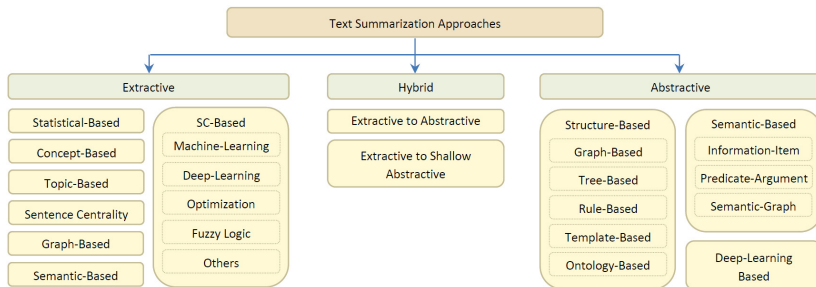 Text Summarization Approaches
Extractive
Hybrid
Abstractive
Statistical-Based
Concept-Based
Topic-Based
Sentence Centrality
Graph-Based
Semantic-Based
SC-Based
Machine-Learning
Deep-Learning
Optimization
Fuzzy Logic
Others
Extractive to Abstractive
Extractive to Shallow
Abstractive
Structure-Based
Graph-Based
Tree-Based
Rule-Based
Template-Based
Ontology-Based
Semantic-Based
Information-Item
Predicate-Argument
Semantic-Graph
Deep-Learning
Based